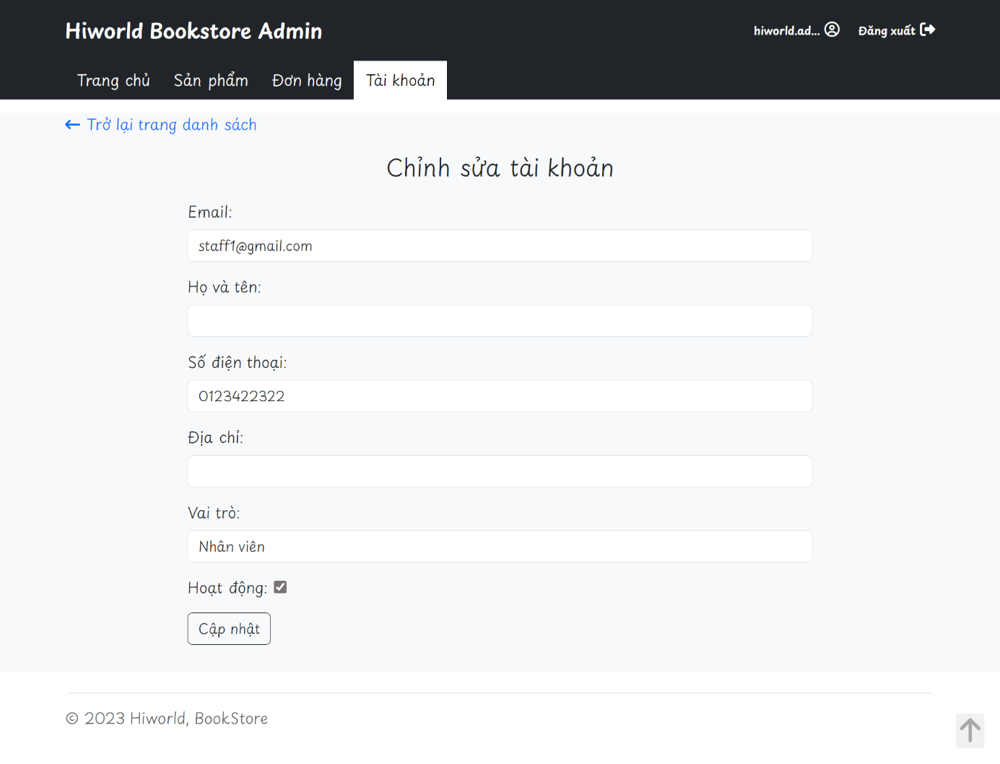 Hiworld Bookstore Admin
hiworld.ad... Đăng xuất
Trang chủ Sản phẩm Đơn hàng Tài khoản
Trở lại trang danh sách
Chỉnh sửa tài khoản
Email:
staff1@gmail.com
Họ và tên:
Số điện thoại:
0123422322
Địa chỉ:
Vai trò:
Nhân viên
Hoạt động:
Cập nhật
© 2023 Hiworld, BookStore